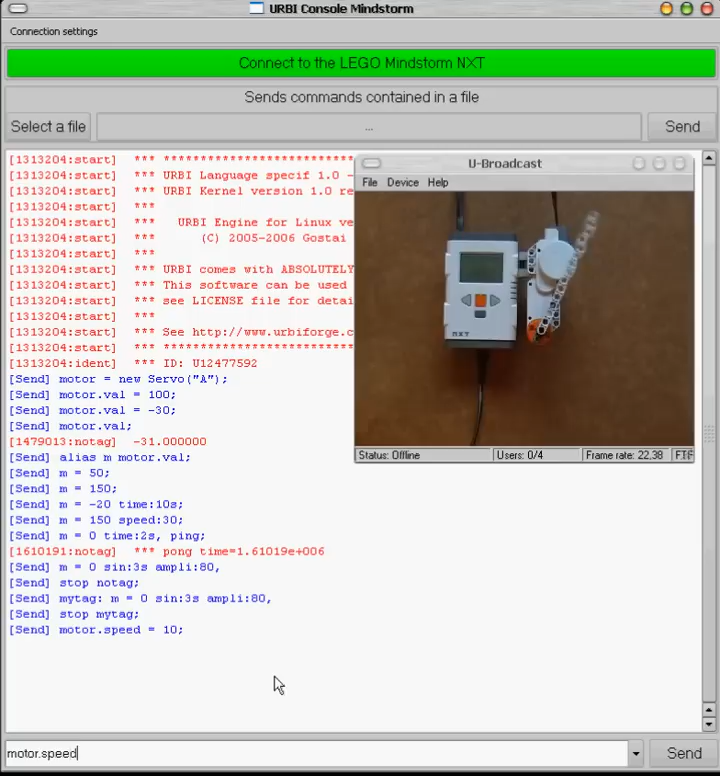 URBI Console Mindstorm
Connection settings
Connect to the LEGO Mindstorm NXT
Sends commands contained in a file
Select a file
...
Send
[1313204:start] *** ****************************
[1313204:start] *** URBI Language specif 1.0 -
[1313204:start] *** URBI Kernel version 1.0 re
[1313204:start] ***
[1313204:start] *** URBI Engine for Linux ve
[1313204:start] *** (C) 2005-2006 Gostai
[1313204:start] ***
[1313204:start] *** URBI comes with ABSOLUTELY
[1313204:start] *** This software can be used
[1313204:start] *** see LICENSE file for detai
[1313204:start] ***
[1313204:start] *** See http://www.urbiforge.c
[1313204:start] *** ****************************
[1313204:ident] *** ID: U12477592
[Send] motor = new Servo("A");
[Send] motor.val = 100;
[Send] motor.val = -30;
[Send] motor.val;
[1479013:notag] -31.000000
[Send] alias m motor.val;
[Send] m = 50;
[Send] m = 150;
[Send] m = -20 time:10s;
[Send] m = 150 speed:30;
[Send] m = 0 time:2s, ping;
[1610191:notag] *** pong time=1.61019e+006
[Send] m = 0 sin:3s ampli:80,
[Send] stop notag;
[Send] mytag: m = 0 sin:3s ampli:80,
[Send] stop mytag;
[Send] motor.speed = 10;
U-Broadcast
File Device Help
NXT
Status: Offline
Users: 0/4
Frame rate: 22,38
motor.speed
Send